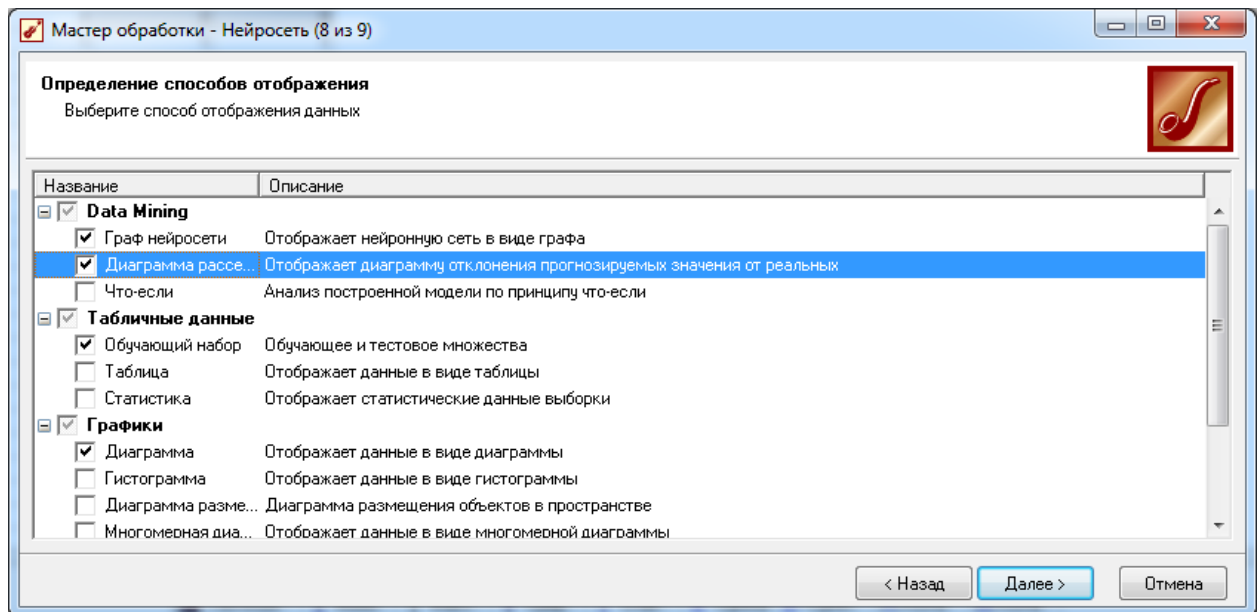 Мастер обработки - Нейросеть (8 из 9)
Определение способов отображения
Выберите способ отображения данных
Название Описание
Data Mining
Граф нейросети Отображает нейронную сеть в виде графа
Диаграмма рассе... Отображает диаграмму отклонения прогнозируемых значения от реальных
Что-если Анализ построенной модели по принципу что-если
Табличные данные
Обучающий набор Обучающее и тестовое множества
Таблица Отображает данные в виде таблицы
Статистика Отображает статистические данные выборки
Графики
Диаграмма Отображает данные в виде диаграммы
Гистограмма Отображает данные в виде гистограммы
Диаграмма разме... Диаграмма размещения объектов в пространстве
Многомерная диа... Отображает данные в виде многомерной диаграммы
< Назад Далее > Отмена